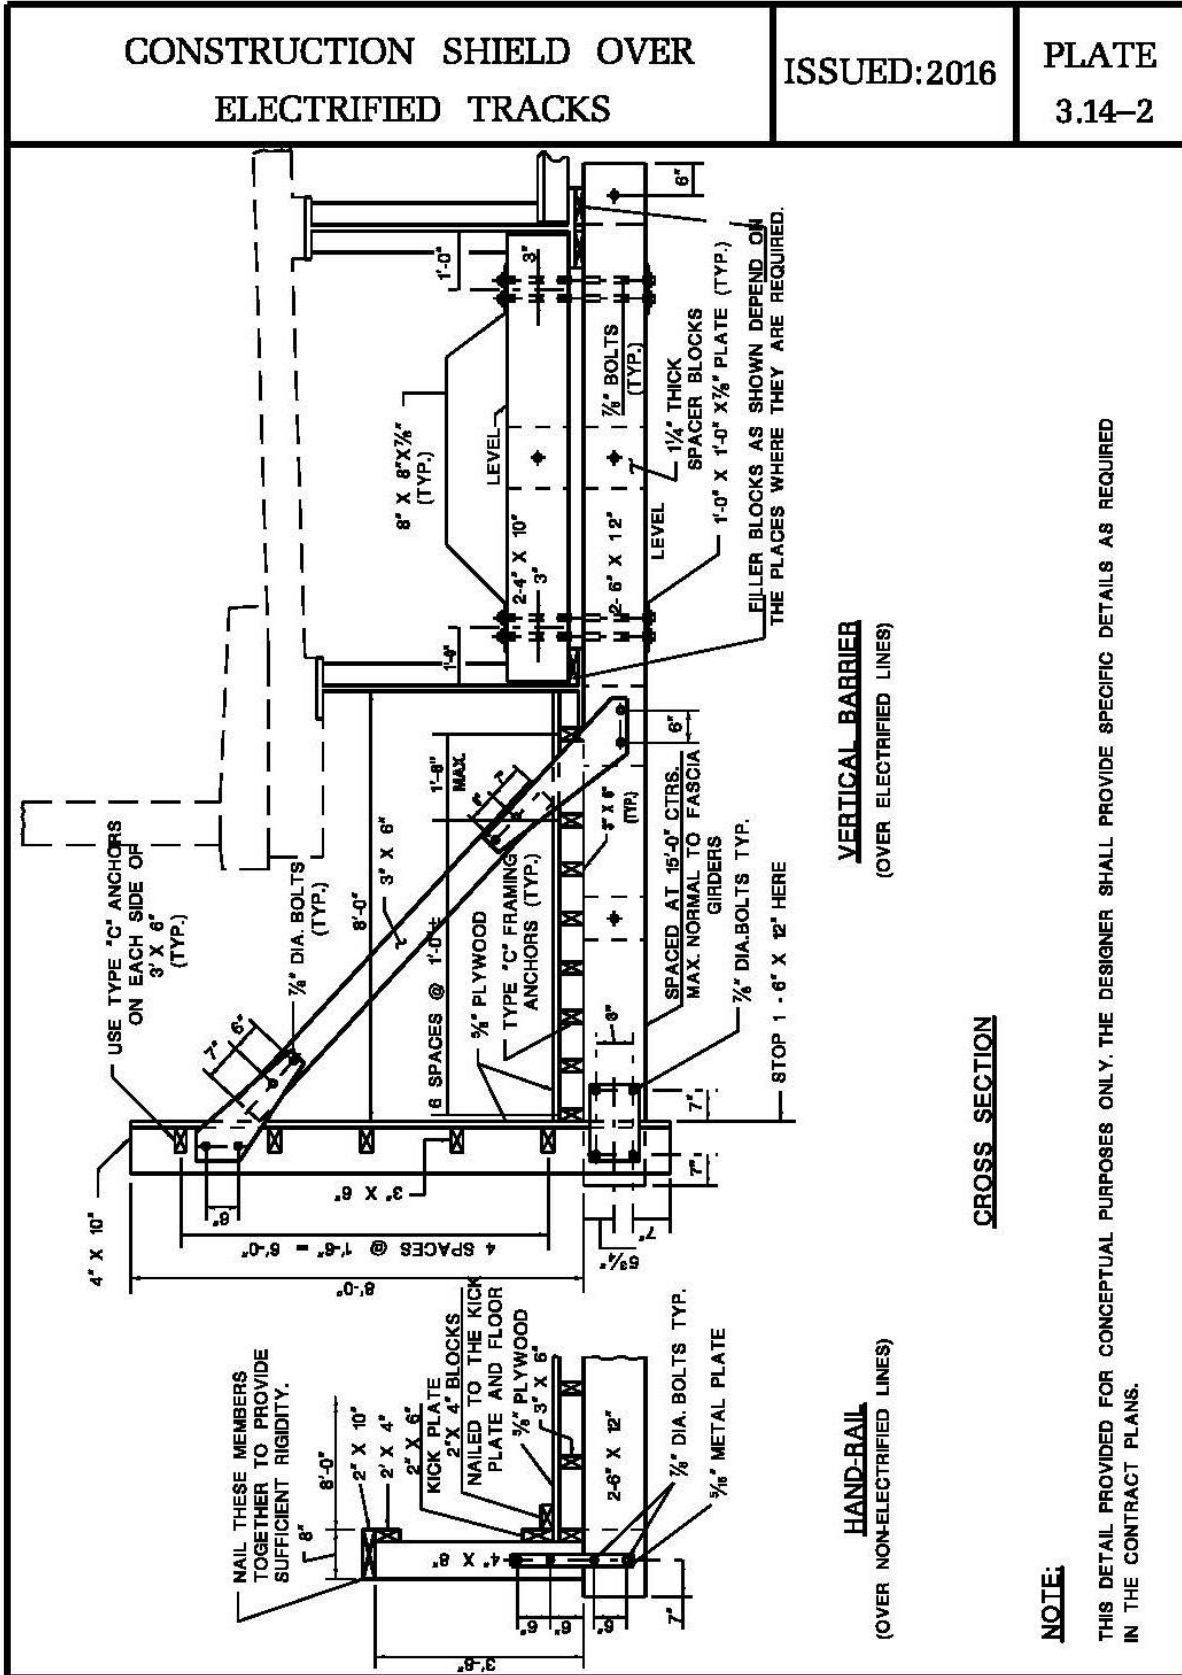 CONSTRUCTION SHIELD OVER
ELECTRIFIED TRACKS
ISSUED:2016
PLATE
3.14-2
NAIL THESE MEMBERS
TOGETHER TO PROVIDE
SUFFICIENT RIGIDITY.
8"
8'-0"
2" X 10"
2' X 4"
2" X 6"
KICK PLATE
2"X 4" BLOCKS
NAILED TO THE KICK
PLATE AND FLOOR
⅝" PLYWOOD
3" X 6"
4" X 8"
3'-6"
6"
6"
6"
7"
2-6" X 12"
⅞" DIA. BOLTS TYP.
5/16" METAL PLATE
HAND-RAIL
(OVER NON-ELECTRIFIED LINES)
4" X 10"
USE TYPE "C" ANCHORS
ON EACH SIDE OF
3' X 6"
(TYP.)
7"
6"
⅞" DIA. BOLTS
(TYP.)
8'-0"
3" X 6"
6 SPACES @ 1'-0"±
1'-6"
MAX.
⅝" PLYWOOD
TYPE "C" FRAMING
ANCHORS (TYP.)
3" X 6"
(TYP.)
6"
3" X 6"
4 SPACES @ 1'-6" = 6'-0"
8'-0"
6"
7"
6¾"
7"
7"
6"
SPACED AT 15'-0" CTRS.
MAX. NORMAL TO FASCIA
GIRDERS
⅞" DIA.BOLTS TYP.
STOP 1 - 6" X 12" HERE
8" X 8"X⅞"
(TYP.)
LEVEL
2-4" X 10"
3"
3"
1'-0"
1'-0"
2-6" X 12"
LEVEL
⅞" BOLTS
(TYP.)
1¼" THICK
SPACER BLOCKS
1'-0" X 1'-0" X⅞" PLATE (TYP.)
6"
FILLER BLOCKS AS SHOWN DEPEND ON
THE PLACES WHERE THEY ARE REQUIRED.
VERTICAL BARRIER
(OVER ELECTRIFIED LINES)
CROSS SECTION
NOTE:
THIS DETAIL PROVIDED FOR CONCEPTUAL PURPOSES ONLY. THE DESIGNER SHALL PROVIDE SPECIFIC DETAILS AS REQUIRED
IN THE CONTRACT PLANS.